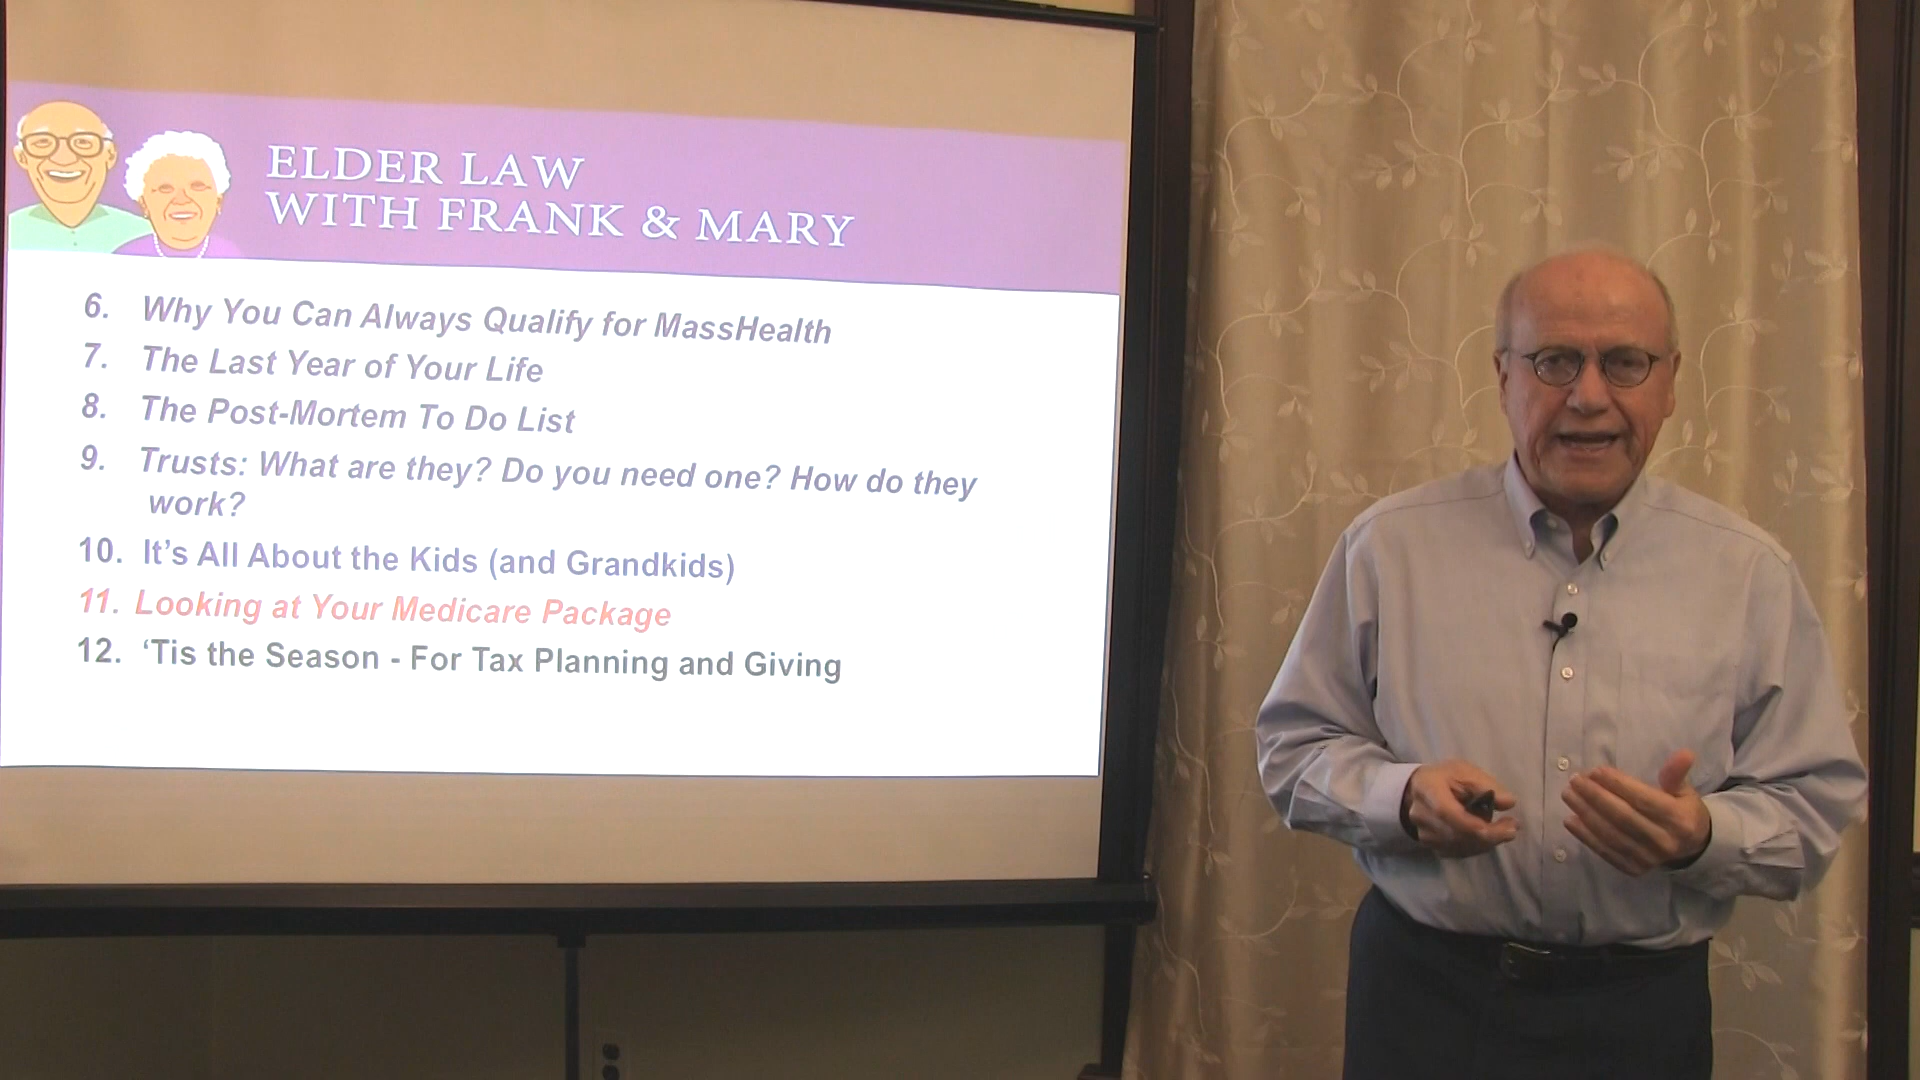 ELDER LAW
WITH FRANK & MARY
6. Why You Can Always Qualify for MassHealth
7. The Last Year of Your Life
8. The Post-Mortem To Do List
9. Trusts: What are they? Do you need one? How do they
work?
10. It’s All About the Kids (and Grandkids)
11. Looking at Your Medicare Package
12. ‘Tis the Season - For Tax Planning and Giving